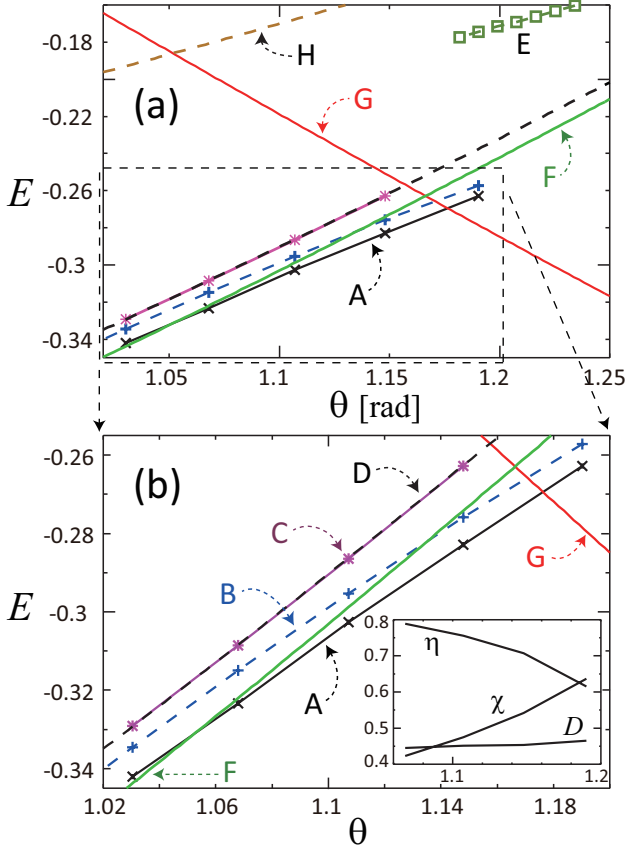 -0.18
-0.22
-0.26
-0.3
-0.34
E
(a)
H
G
E
F
A
1.05
1.1
1.15
1.2
1.25
θ [rad]
-0.26
-0.28
-0.3
-0.32
-0.34
E
(b)
D
C
B
A
F
G
0.8
0.7
0.6
0.5
0.4
η
χ
D
1.1
1.2
1.02
1.06
1.1
1.14
1.18
θ